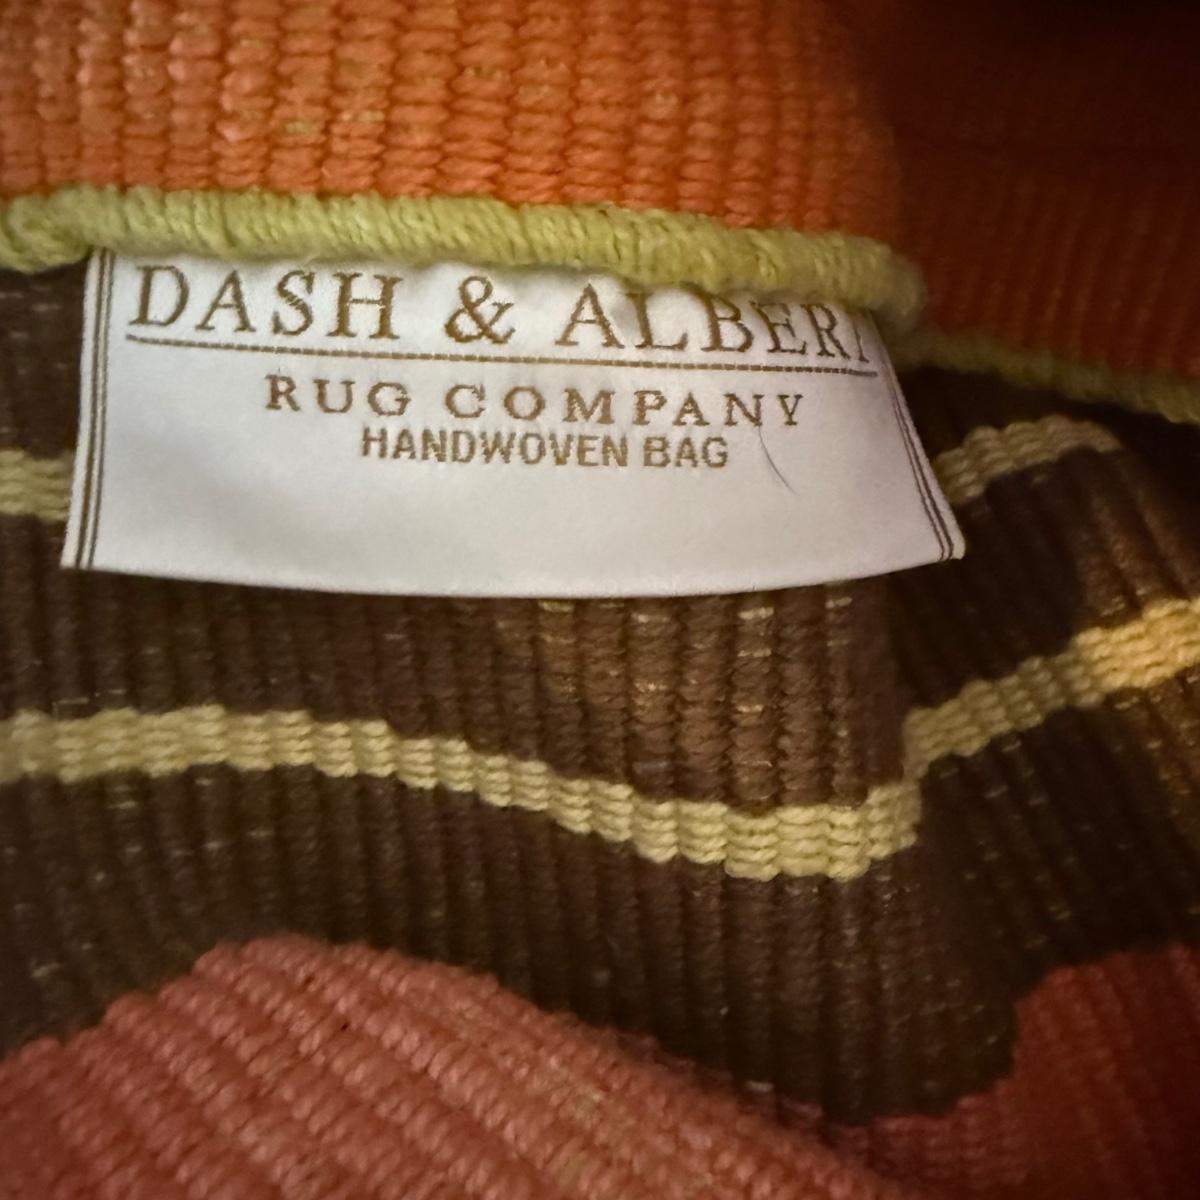 DASH & ALBERT
RUG COMPANY
HANDWOVEN BAG